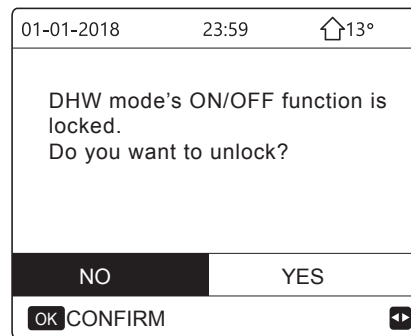 01-01-2018 23:59 13°
DHW mode's ON/OFF function is
locked.
Do you want to unlock?
NO YES
OK CONFIRM